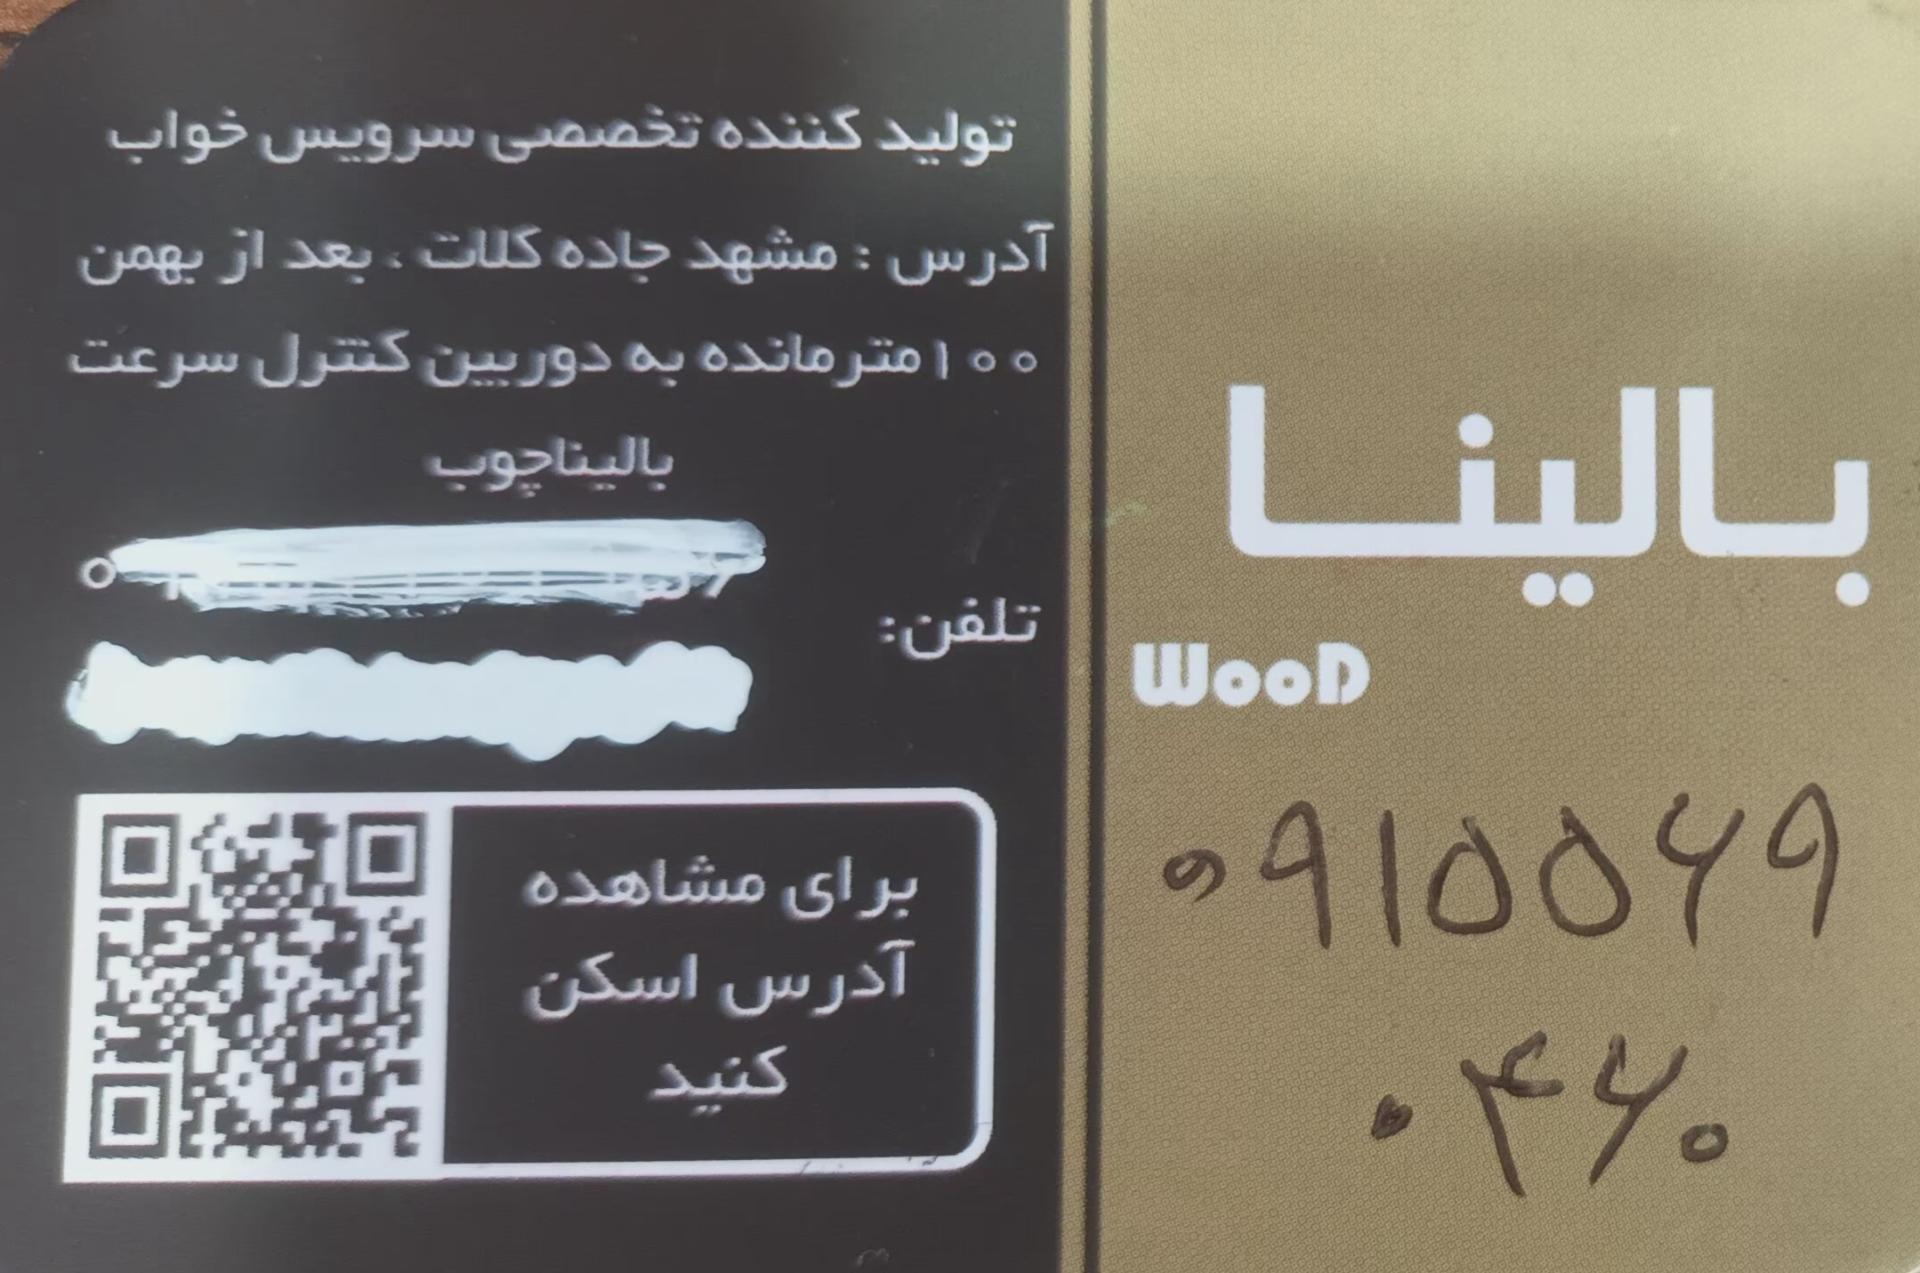 تولید کننده تخصصی سرویس خواب
آدرس : مشهد جاده کلات ، بعد از بهمن
۱۰۰ مترمانده به دوربین کنترل سرعت
بالیناچوب
تلفن:
برای مشاهده
آدرس اسکن
کنید
بالینا
WooD
۰۹۱۵۵۶۹
۰۴۶۰